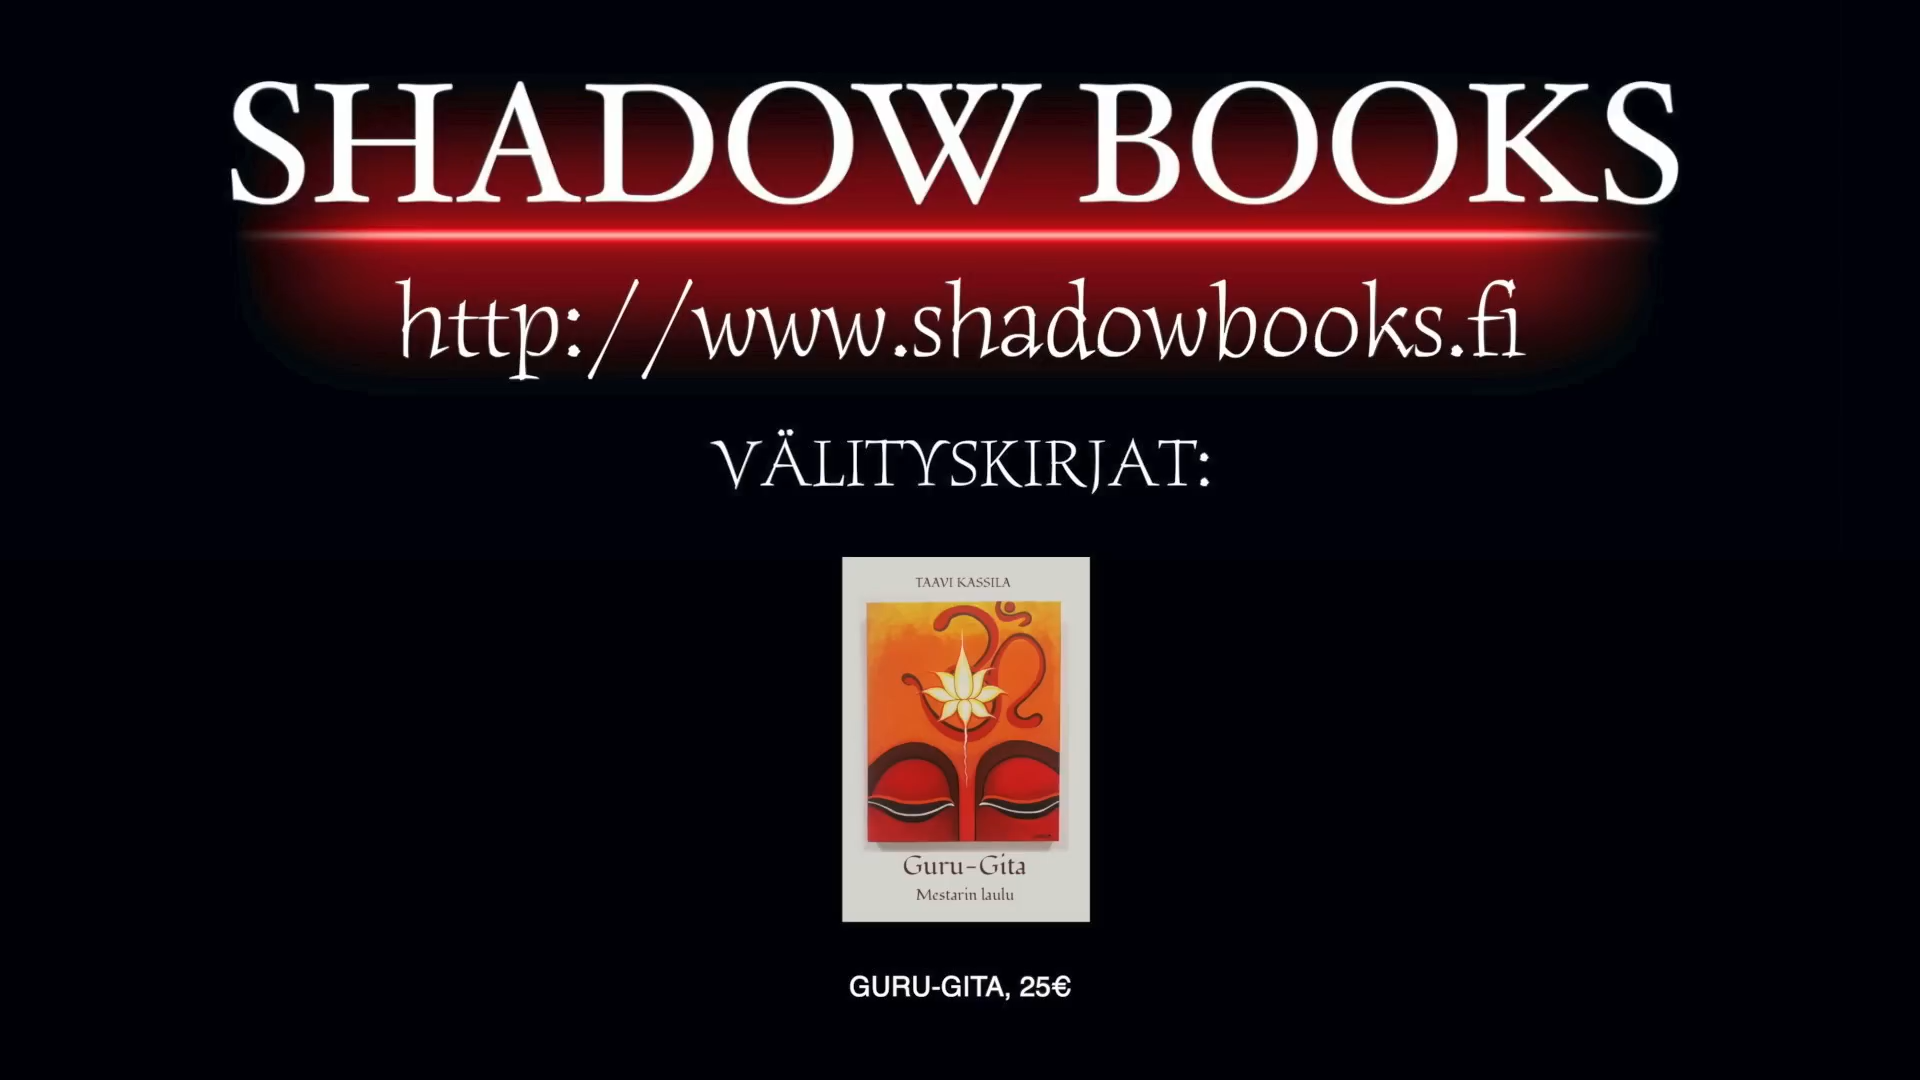 SHADOW BOOKS
http://www.shadowbooks.fi
VÄLITYSKIRJAT:
TAAVI KASSILA
Guru-Gita
Mestarin laulu
GURU-GITA, 25€